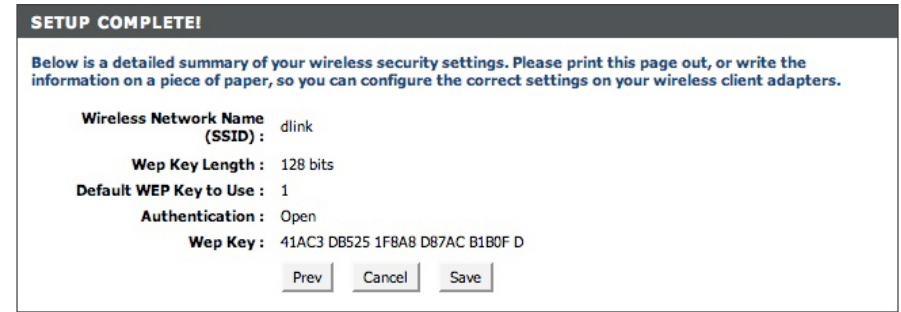 SETUP COMPLETE!
Below is a detailed summary of your wireless security settings. Please print this page out, or write the
information on a piece of paper, so you can configure the correct settings on your wireless client adapters.
Wireless Network Name
(SSID) : dlink
Wep Key Length : 128 bits
Default WEP Key to Use : 1
Authentication : Open
Wep Key : 41AC3 DB525 1F8A8 D87AC B1B0F D
Prev Cancel Save